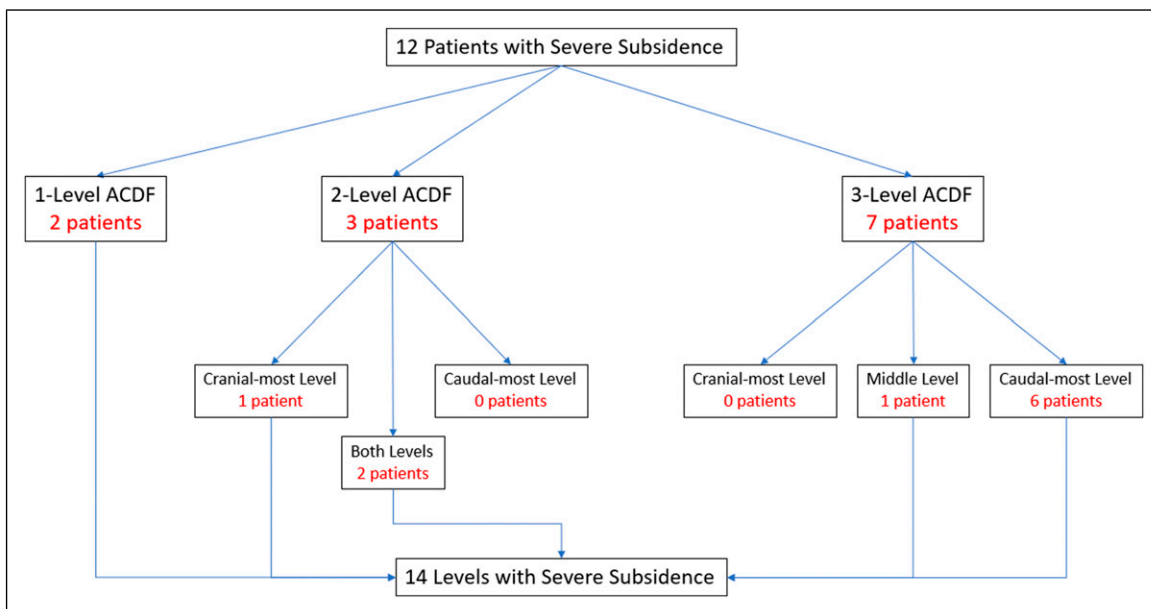 12 Patients with Severe Subsidence
1-Level ACDF
2 patients
2-Level ACDF
3 patients
3-Level ACDF
7 patients
Cranial-most Level
1 patient
Caudal-most Level
0 patients
Both Levels
2 patients
Cranial-most Level
0 patients
Middle Level
1 patient
Caudal-most Level
6 patients
14 Levels with Severe Subsidence